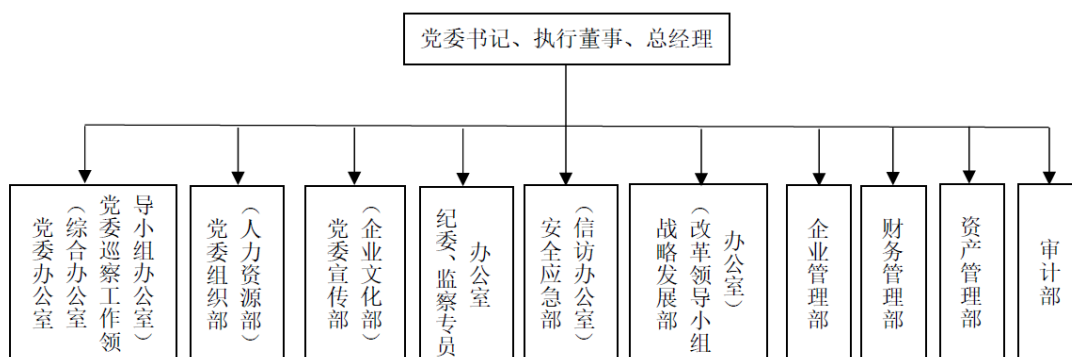 党委书记、执行董事、总经理
党委办公室
（综合办公室
党委巡察工作领
导小组办公室）
党委组织部
（人力资源部）
党委宣传部
（企业文化部）
纪委、监察专员
办公室
安全应急部
（信访办公室）
战略发展部
（改革领导小组
办公室）
企业管理部
财务管理部
资产管理部
审计部